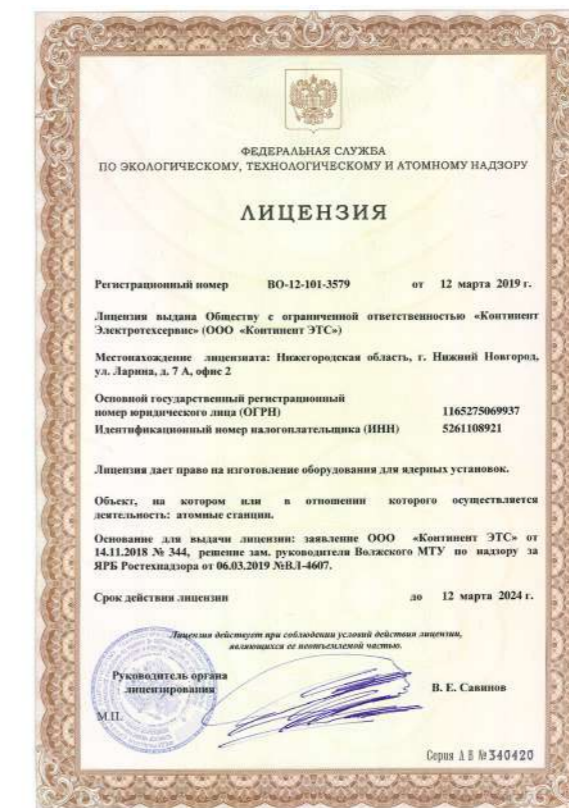 ФЕДЕРАЛЬНАЯ СЛУЖБА
ПО ЭКОЛОГИЧЕСКОМУ, ТЕХНОЛОГИЧЕСКОМУ И АТОМНОМУ НАДЗОРУ
ЛИЦЕНЗИЯ
Регистрационный номер ВО-12-101-3579 от 12 марта 2019 г.
Лицензия выдана Обществу с ограниченной ответственностью «Континент
Электротехсервис» (ООО «Континент ЭТС»)
Местонахождение лицензиата: Нижегородская область, г. Нижний Новгород,
ул. Ларина, д. 7 А, офис 2
Основной государственный регистрационный
номер юридического лица (ОГРН) 1165275069937
Идентификационный номер налогоплательщика (ИНН) 5261108921
Лицензия дает право на изготовление оборудования для ядерных установок.
Объект, на котором или в отношении которого осуществляется
деятельность: атомные станции.
Основание для выдачи лицензии: заявление ООО «Континент ЭТС» от
14.11.2018 № 344, решение зам. руководителя Волжского МТУ по надзору за
ЯРБ Ростехнадзора от 06.03.2019 №ВЛ-4607.
Срок действия лицензии до 12 марта 2024 г.
Лицензия действует при соблюдении условий действия лицензии,
являющихся ее неотъемлемой частью.
Руководитель органа
лицензирования В. Е. Савинов
М.П.
Серия А В № 340420